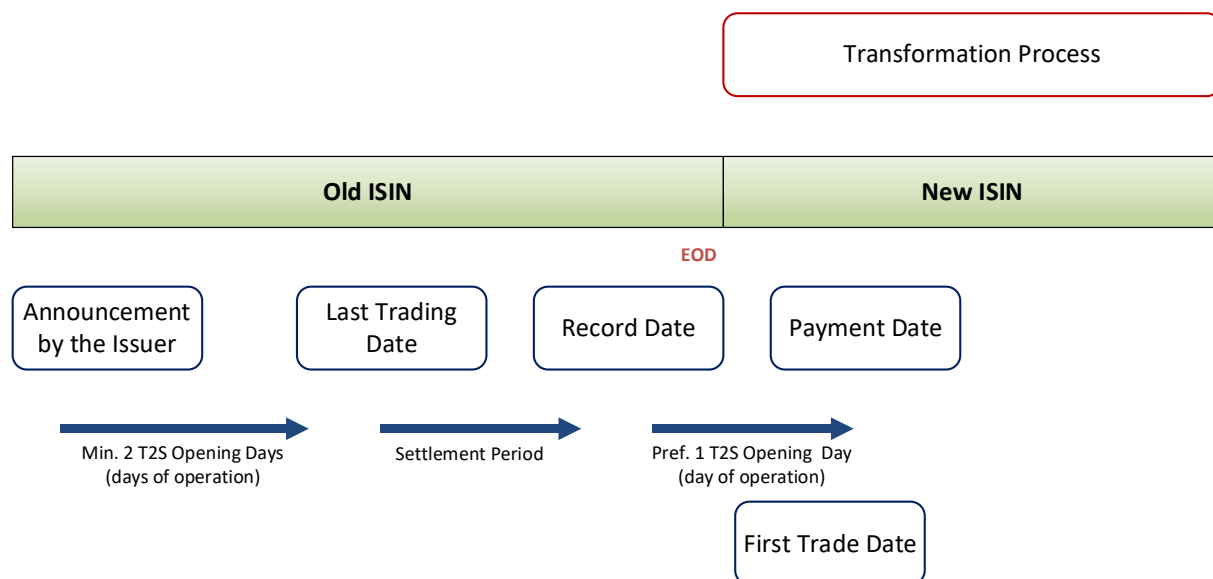 Transformation Process
Old ISIN
New ISIN
EOD
Announcement
by the Issuer
Last Trading
Date
Record Date
Payment Date
Min. 2 T2S Opening Days
(days of operation)
Settlement Period
Pref. 1 T2S Opening Day
(day of operation)
First Trade Date